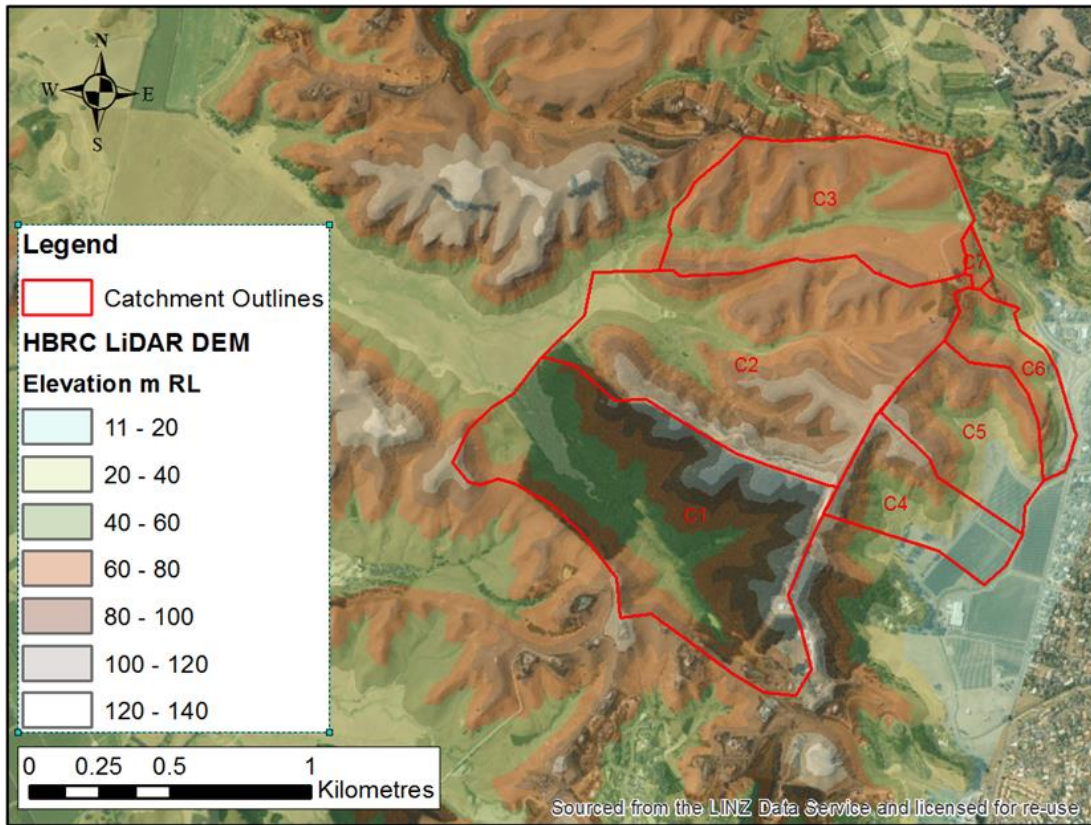 N
W
E
S
C3
C7
C2
C6
C5
C4
C1
Legend
Catchment Outlines
HBRC LiDAR DEM
Elevation m RL
11 - 20
20 - 40
40 - 60
60 - 80
80 - 100
100 - 120
120 - 140
0 0.25 0.5 1
Kilometres
Sourced from the LINZ Data Service and licensed for re-use